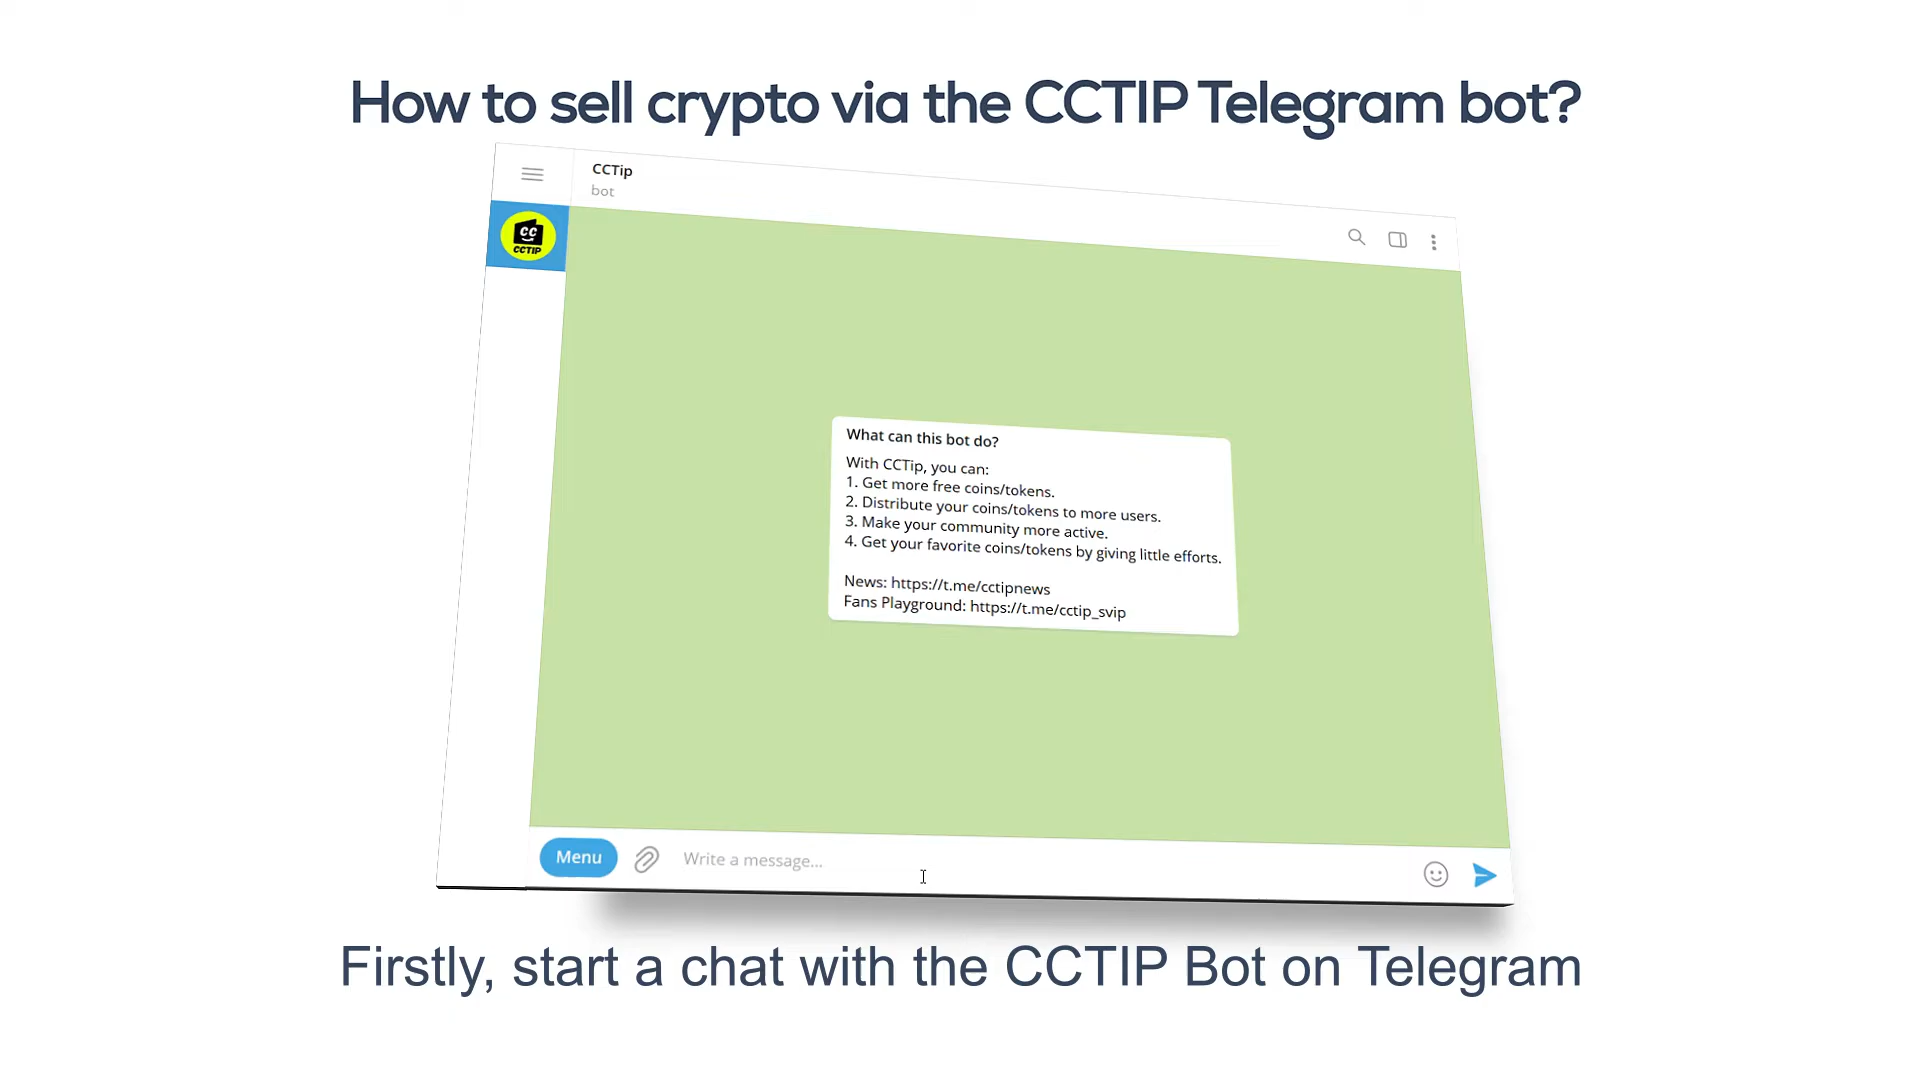 How to sell crypto via the CCTIP Telegram bot?
CCTip
bot
CC
CCTIP
What can this bot do?
With CCTip, you can:
1. Get more free coins/tokens.
2. Distribute your coins/tokens to more users.
3. Make your community more active.
4. Get your favorite coins/tokens by giving little efforts.
News: https://t.me/cctipnews
Fans Playground: https://t.me/cctip_svip
Menu
Write a message...
Firstly, start a chat with the CCTIP Bot on Telegram